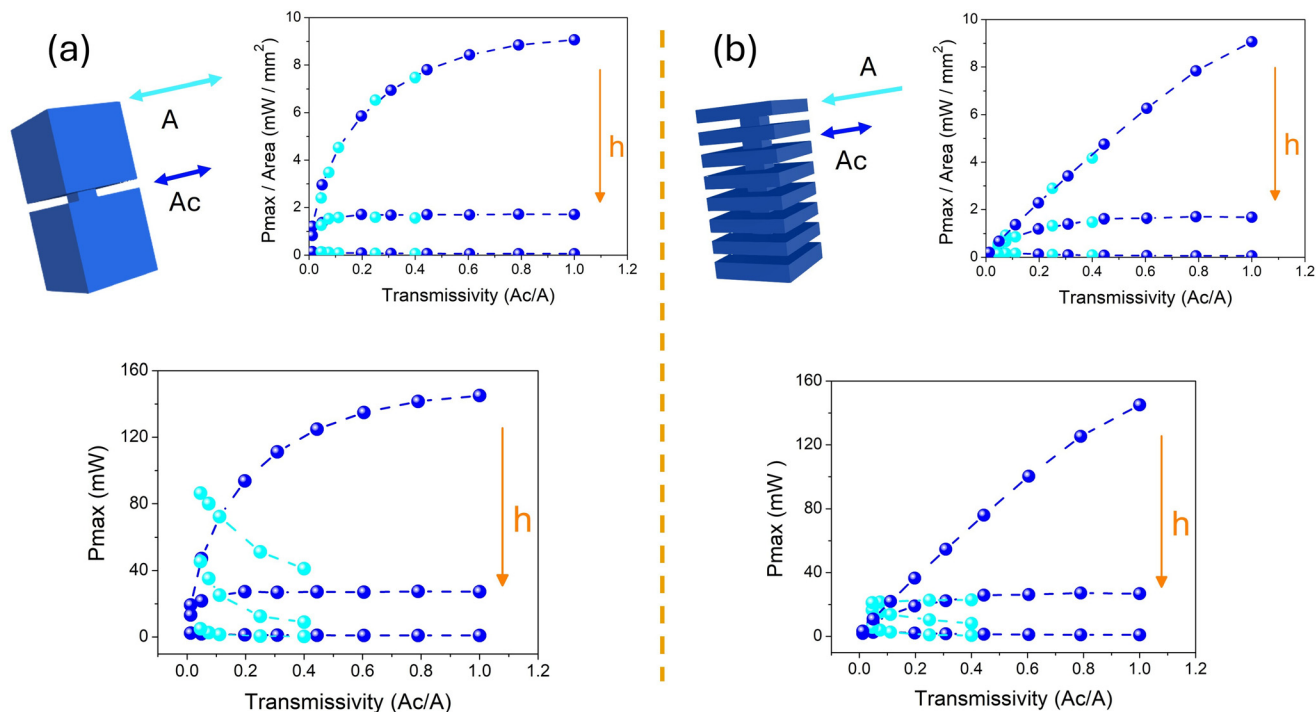 (a)
A
Ac
Pmax / Area (mW / mm²)
10
8
6
4
2
0
0.0 0.2 0.4 0.6 0.8 1.0 1.2
Transmissivity (Ac/A)
h
Pmax (mW)
160
120
80
40
0
0.0 0.2 0.4 0.6 0.8 1.0 1.2
Transmissivity (Ac/A)
h
(b)
A
Ac
Pmax / Area (mW / mm²)
10
8
6
4
2
0
0.0 0.2 0.4 0.6 0.8 1.0 1.2
Transmissivity (Ac/A)
h
Pmax (mW )
160
150
100
50
0
0.0 0.2 0.4 0.6 0.8 1.0 1.2
Transmissivity (Ac/A)
h